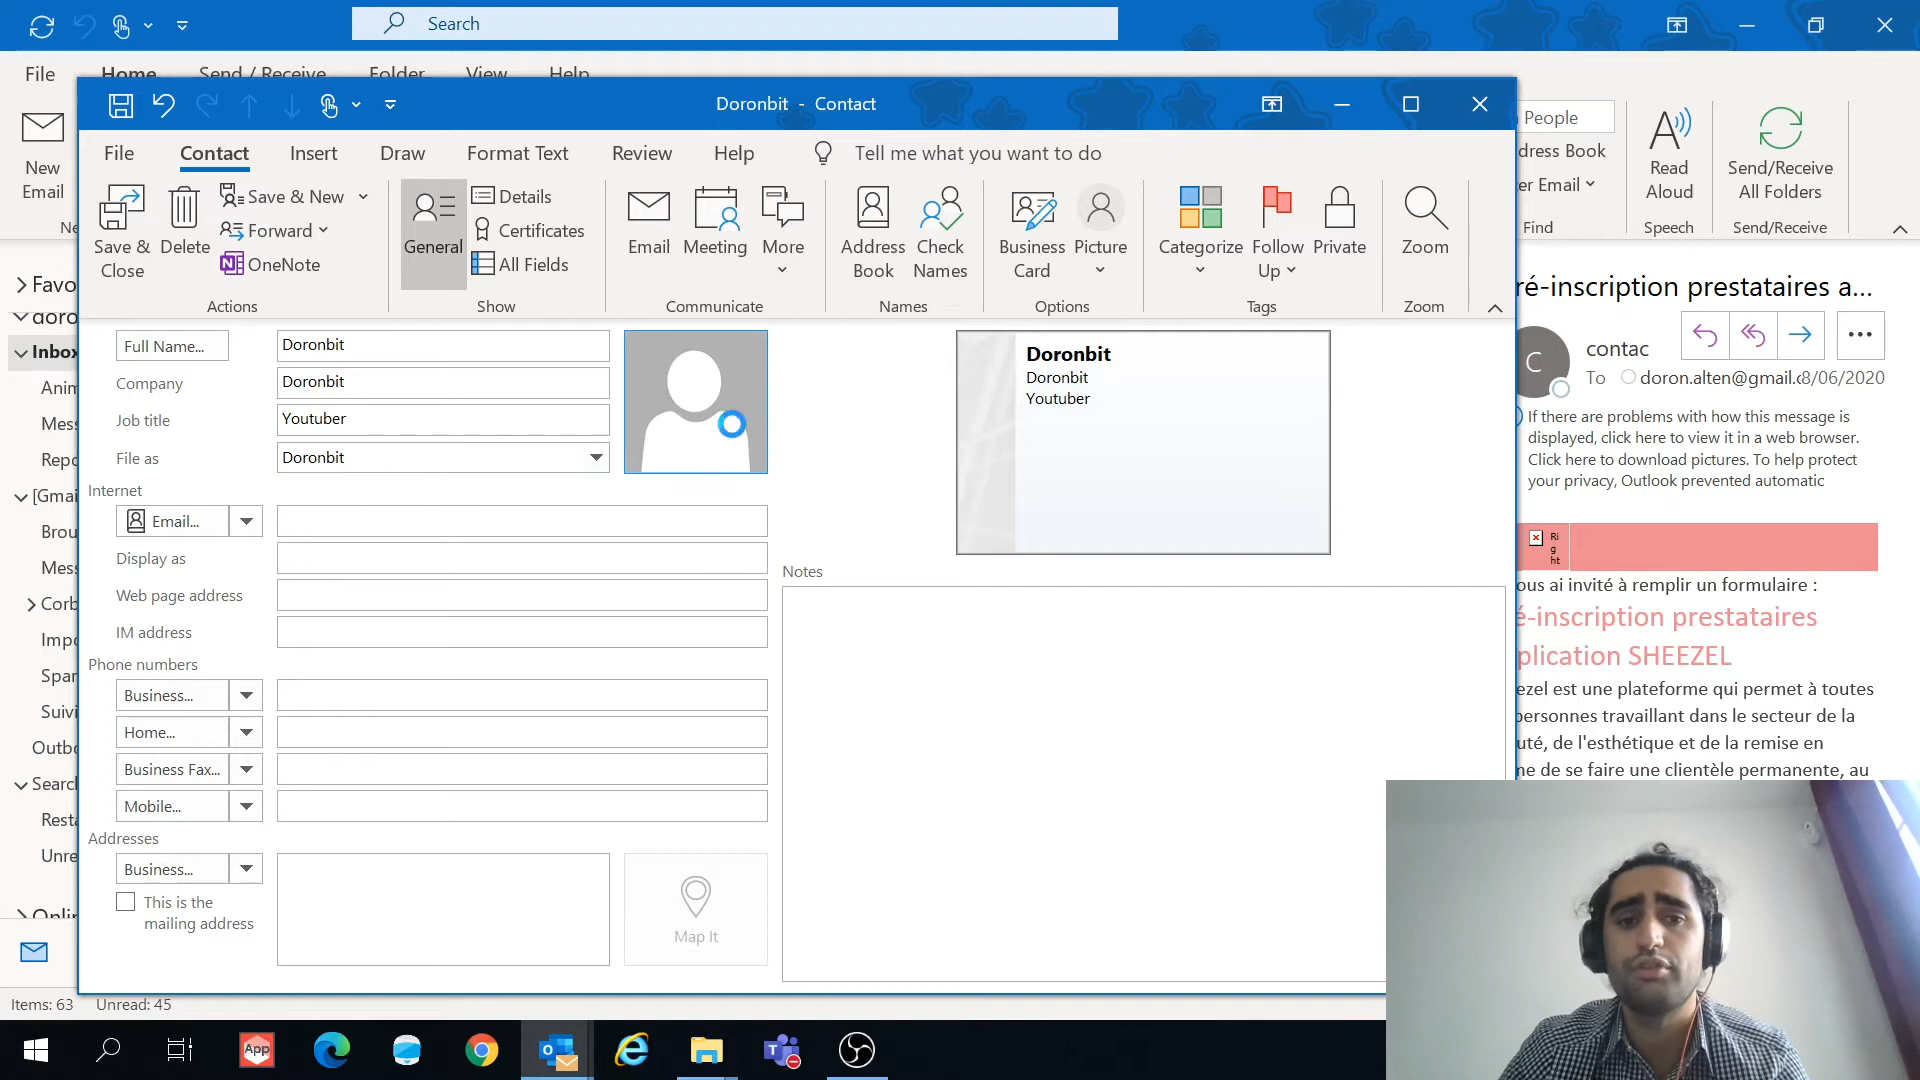 Search
File Home Send / Receive Folder View Help
New
Email
People
dress Book
er Email
Find
Read
Aloud
Speech
Send/Receive
All Folders
Send/Receive
Doronbit - Contact
File Contact Insert Draw Format Text Review Help Tell me what you want to do
Save &
Close
Delete
Save & New
Forward
OneNote
Actions
General
Details
Certificates
All Fields
Show
Email
Meeting
More
Communicate
Address
Book
Check
Names
Names
Business
Card
Picture
Options
Categorize
Follow
Up
Private
Tags
Zoom
Zoom
Favo
doro
Inbox
Anim
Mess
Repo
[Gmai
Brou
Mess
Corb
Impo
Spar
Suivi
Outbo
Search
Resta
Unre
Onlin
Full Name... Doronbit
Company Doronbit
Job title Youtuber
File as Doronbit
Internet
Email...
Display as
Web page address
IM address
Phone numbers
Business...
Home...
Business Fax...
Mobile...
Addresses
Business...
This is the
mailing address
Map It
Doronbit
Doronbit
Youtuber
Notes
ré-inscription prestataires a...
C
contac
To doron.alten@gmail.c 8/06/2020
If there are problems with how this message is
displayed, click here to view it in a web browser.
Click here to download pictures. To help protect
your privacy, Outlook prevented automatic
Ri
g
ht
ous ai invité à remplir un formulaire :
é-inscription prestataires
plication SHEEZEL
ezel est une plateforme qui permet à toutes
personnes travaillant dans le secteur de la
uté, de l'esthétique et de la remise en
me de se faire une clientèle permanente, au
Items: 63 Unread: 45
App